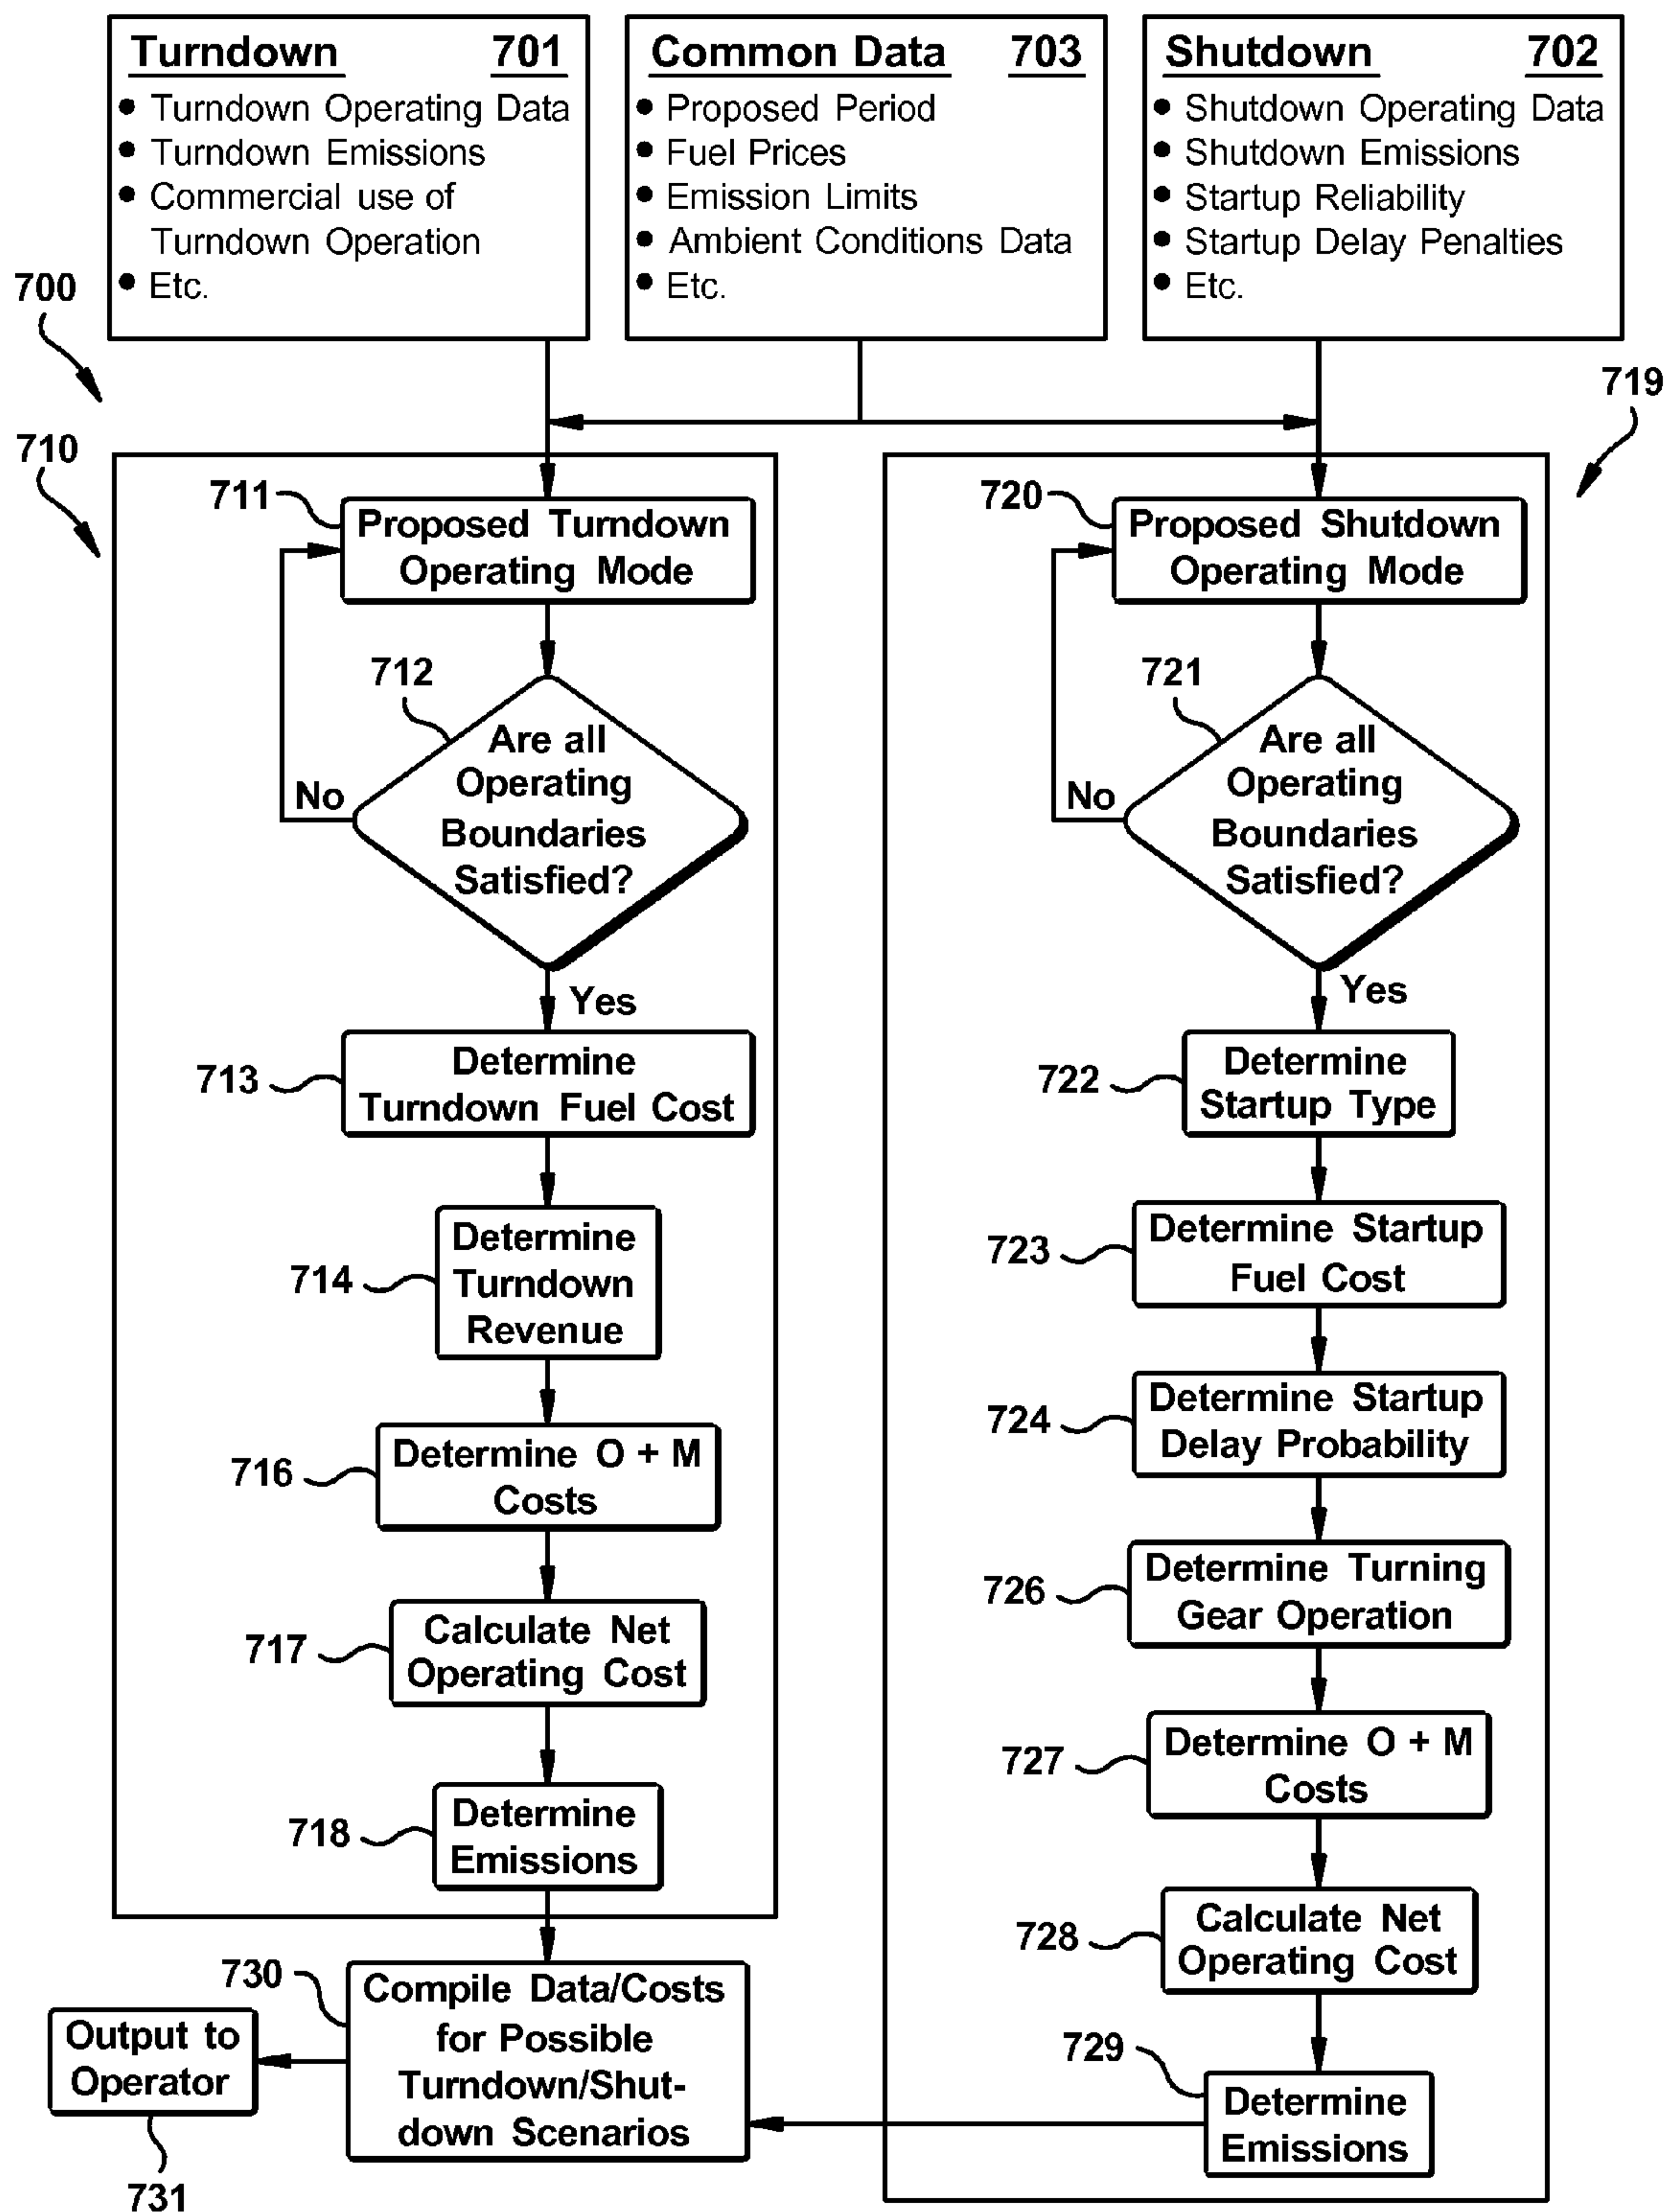 Turndown 701
• Turndown Operating Data
• Turndown Emissions
• Commercial use of
Turndown Operation
• Etc.
Common Data 703
• Proposed Period
• Fuel Prices
• Emission Limits
• Ambient Conditions Data
• Etc.
Shutdown 702
• Shutdown Operating Data
• Shutdown Emissions
• Startup Reliability
• Startup Delay Penalties
• Etc.
700
719
710
711
Proposed Turndown
Operating Mode
712
Are all
Operating
Boundaries
Satisfied?
No
Yes
713
Determine
Turndown Fuel Cost
714
Determine
Turndown
Revenue
716
Determine O + M
Costs
717
Calculate Net
Operating Cost
718
Determine
Emissions
720
Proposed Shutdown
Operating Mode
721
Are all
Operating
Boundaries
Satisfied?
No
Yes
722
Determine
Startup Type
723
Determine Startup
Fuel Cost
724
Determine Startup
Delay Probability
726
Determine Turning
Gear Operation
727
Determine O + M
Costs
728
Calculate Net
Operating Cost
729
Determine
Emissions
730
Compile Data/Costs
for Possible
Turndown/Shut-
down Scenarios
Output to
Operator
731